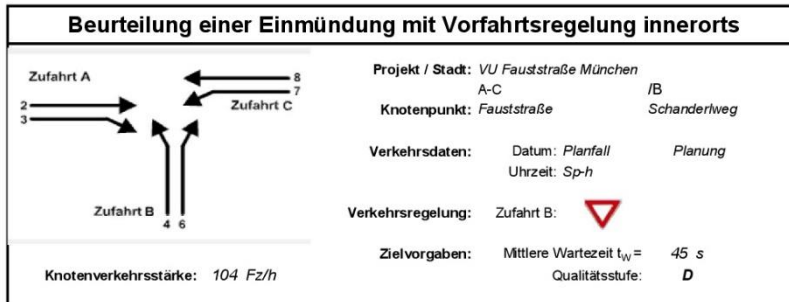 Beurteilung einer Einmündung mit Vorfahrtsregelung innerorts
Zufahrt A
8
7
Zufahrt C
2
3
Zufahrt B
4 6
Knotenverkehrsstärke: 104 Fz/h
Projekt / Stadt: VU Fauststraße München
A-C /B
Knotenpunkt: Fauststraße Schanderlweg
Verkehrsdaten: Datum: Planfall Planung
Uhrzeit: Sp-h
Verkehrsregelung: Zufahrt B:
Zielvorgaben: Mittlere Wartezeit tW = 45 s
Qualitätsstufe: D